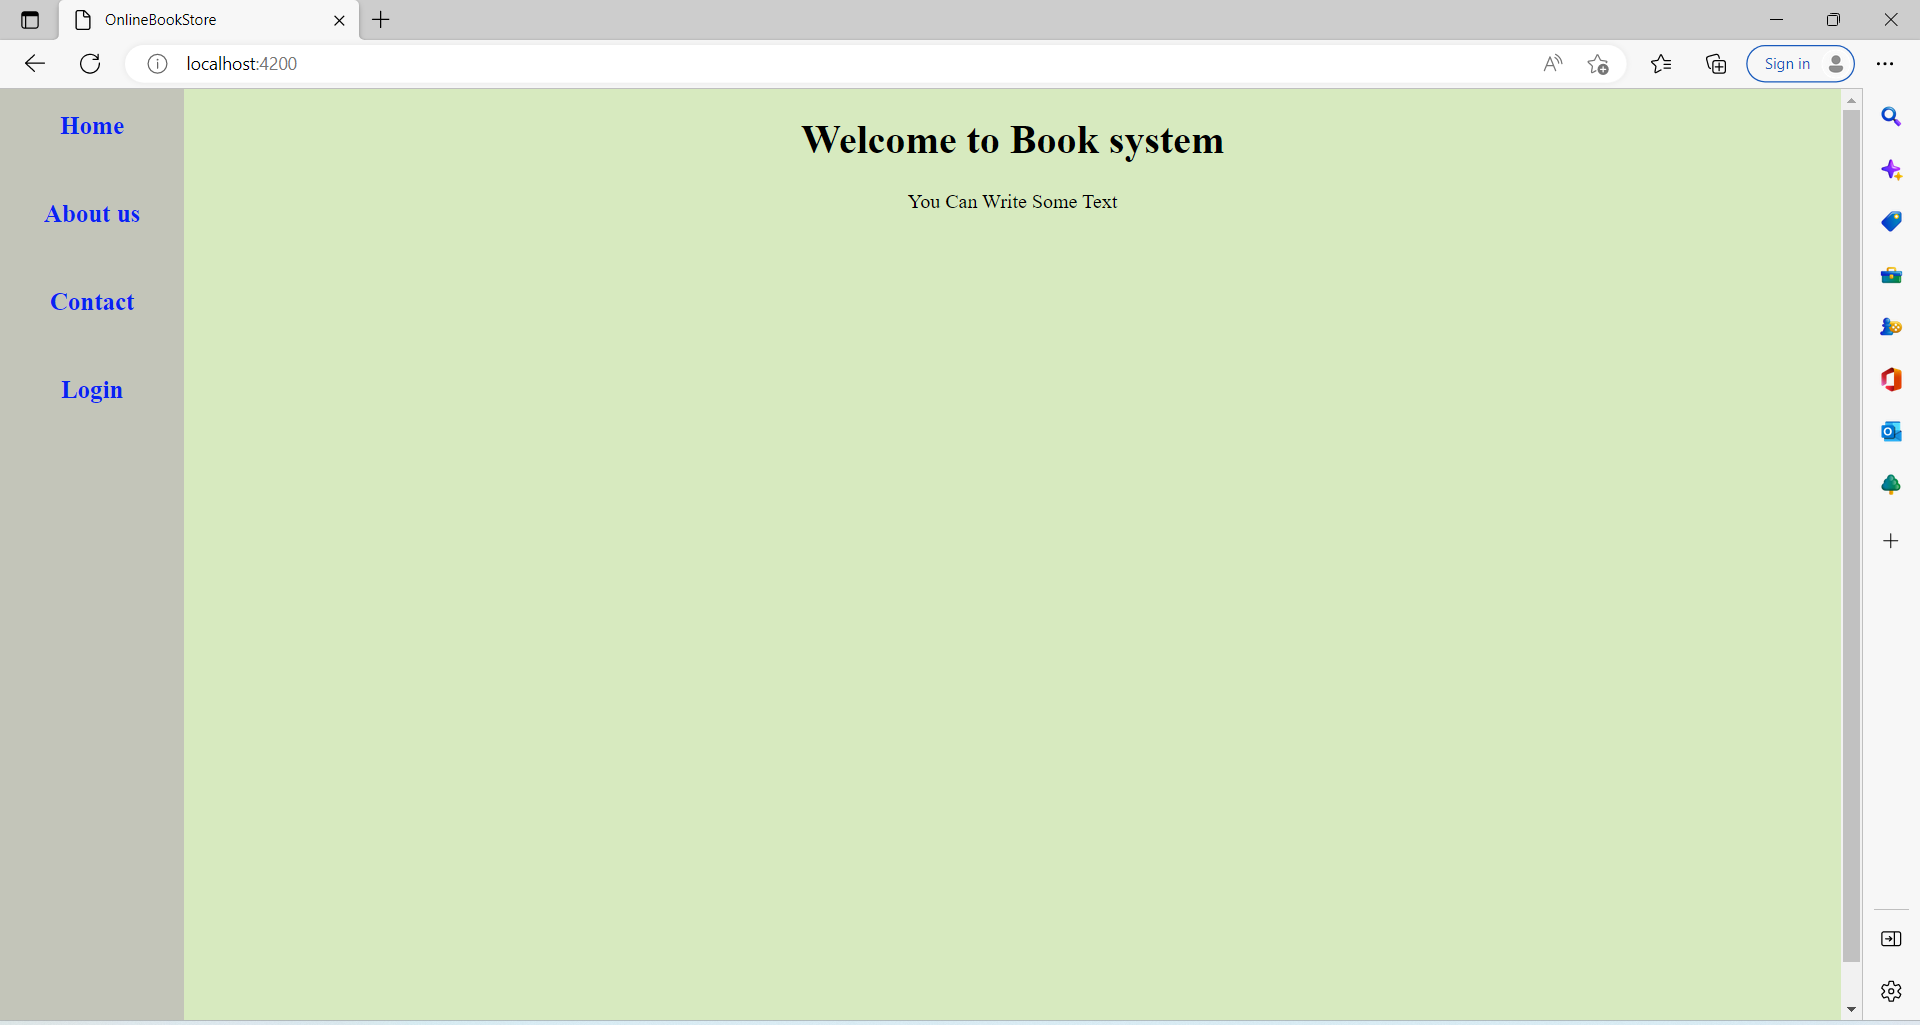 OnlineBookStore
localhost:4200
Sign in
Home
About us
Contact
Login
Welcome to Book system
You Can Write Some Text